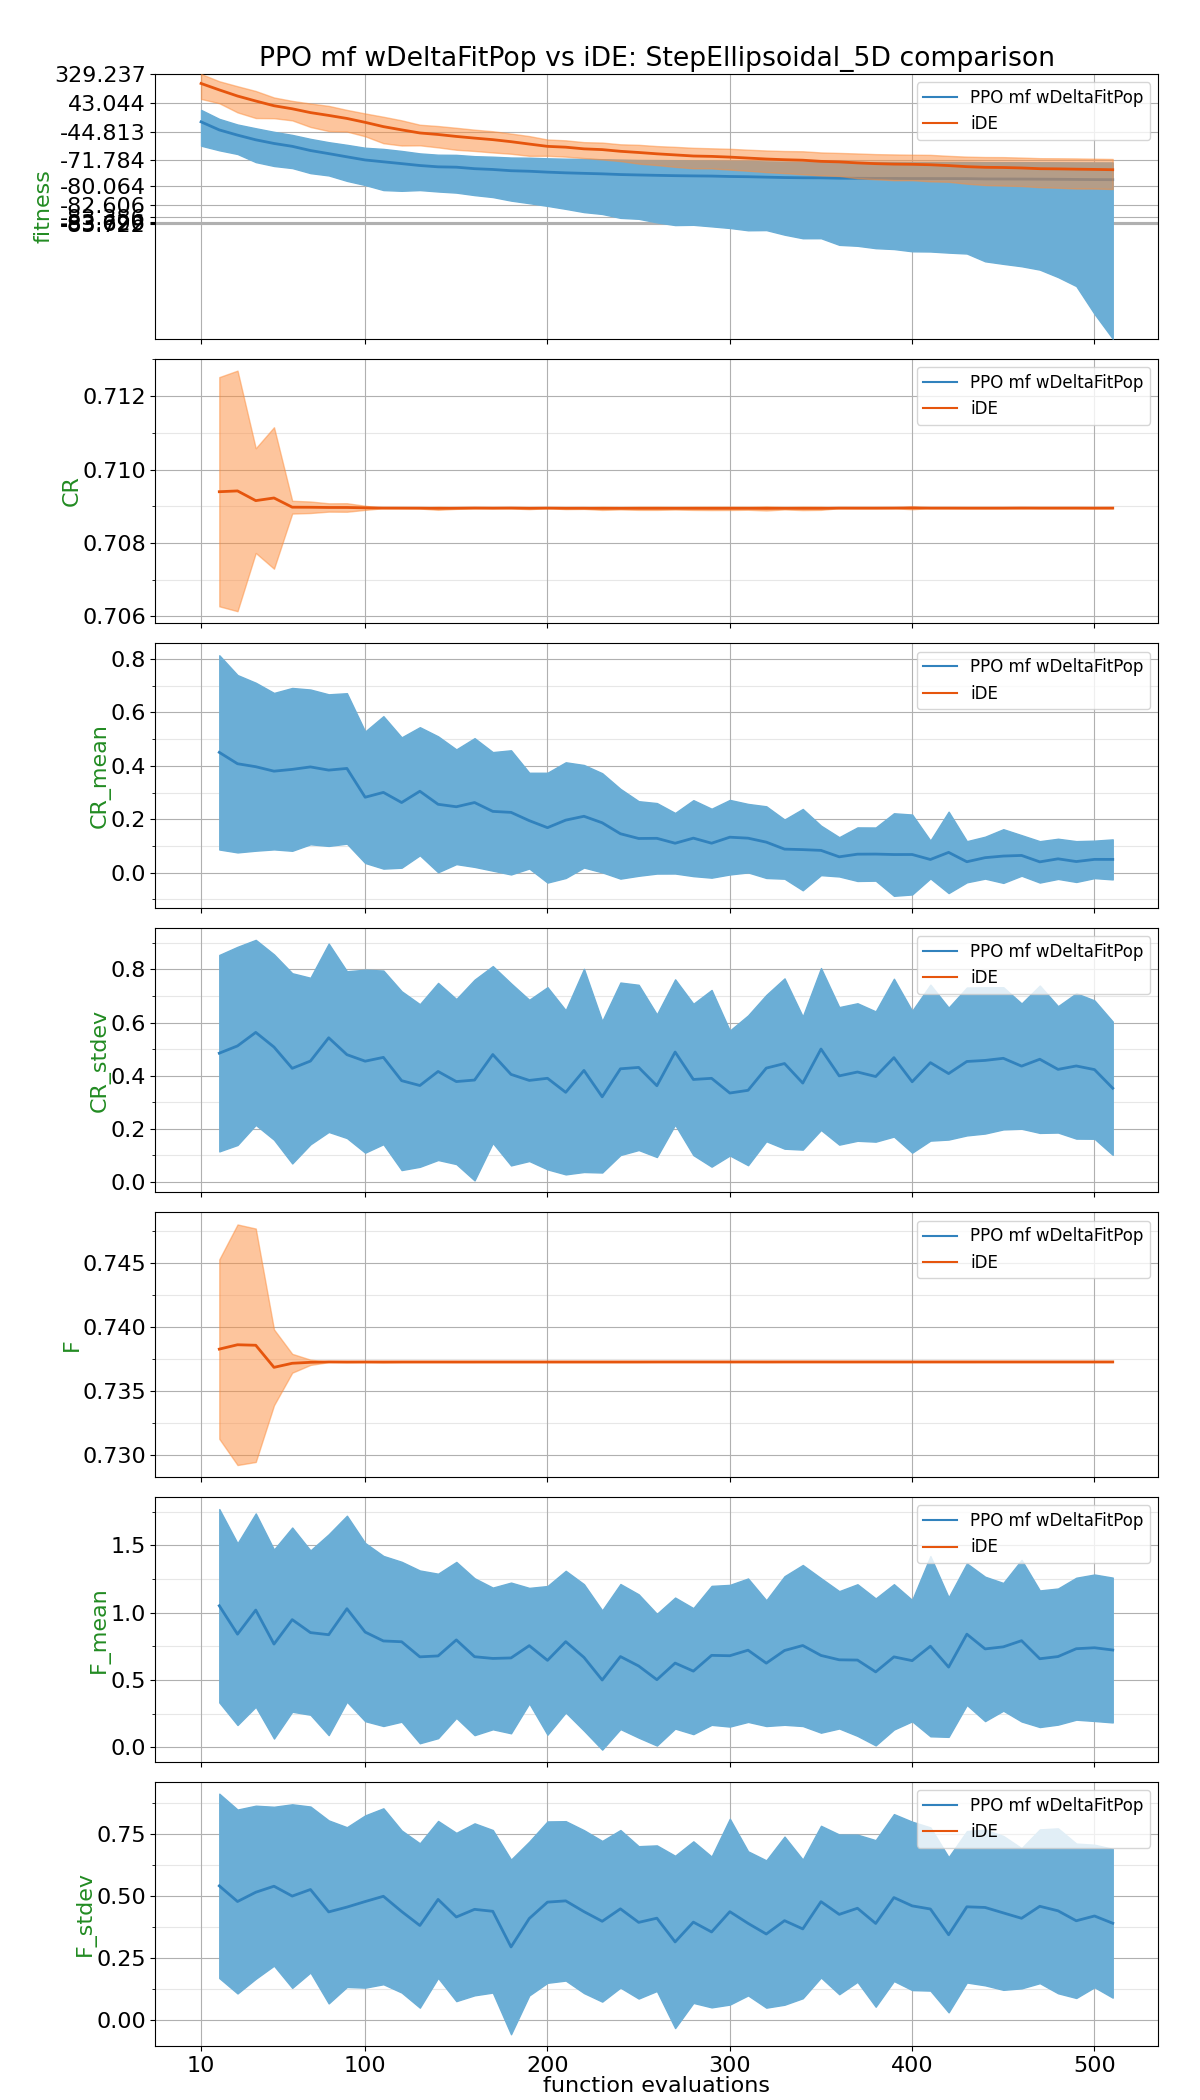 PPO mf wDeltaFitPop vs iDE: StepEllipsoidal_5D comparison
329.237
43.044
-44.813
-71.784
-80.064
-82.606
fitness
PPO mf wDeltaFitPop
iDE
0.712
0.710
0.708
0.706
CR
PPO mf wDeltaFitPop
iDE
0.8
0.6
0.4
0.2
0.0
CR_mean
PPO mf wDeltaFitPop
iDE
0.8
0.6
0.4
0.2
0.0
CR_stdev
PPO mf wDeltaFitPop
iDE
0.745
0.740
0.735
0.730
F
PPO mf wDeltaFitPop
iDE
1.5
1.0
0.5
0.0
F_mean
PPO mf wDeltaFitPop
iDE
0.75
0.50
0.25
0.00
F_stdev
PPO mf wDeltaFitPop
iDE
10 100 200 300 400 500
function evaluations